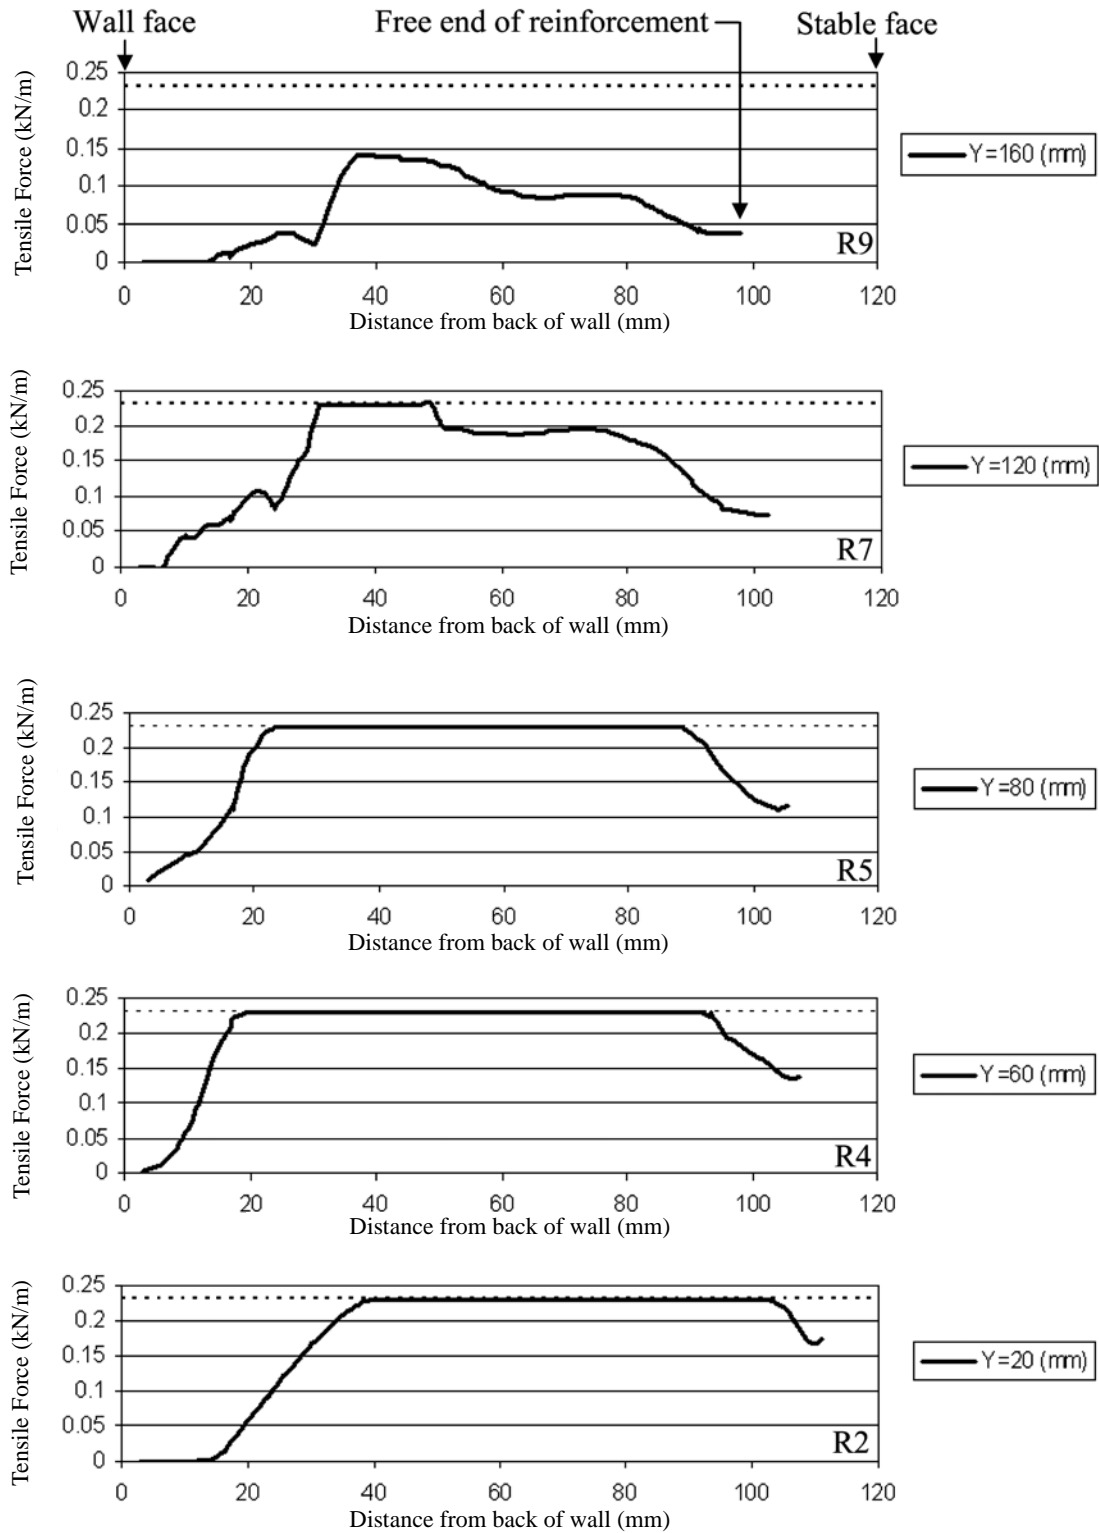 Wall face
Free end of reinforcement
Stable face
Tensile Force (kN/m)
0.25
0.2
0.15
0.1
0.05
0
0 20 40 60 80 100 120
Distance from back of wall (mm)
R9
Y=160 (mm)
Tensile Force (kN/m)
0.25
0.2
0.15
0.1
0.05
0
0 20 40 60 80 100 120
Distance from back of wall (mm)
R7
Y=120 (mm)
Tensile Force (kN/m)
0.25
0.2
0.15
0.1
0.05
0
0 20 40 60 80 100 120
Distance from back of wall (mm)
R5
Y=80 (mm)
Tensile Force (kN/m)
0.25
0.2
0.15
0.1
0.05
0
0 20 40 60 80 100 120
Distance from back of wall (mm)
R4
Y=60 (mm)
Tensile Force (kN/m)
0.25
0.2
0.15
0.1
0.05
0
0 20 40 60 80 100 120
Distance from back of wall (mm)
R2
Y=20 (mm)